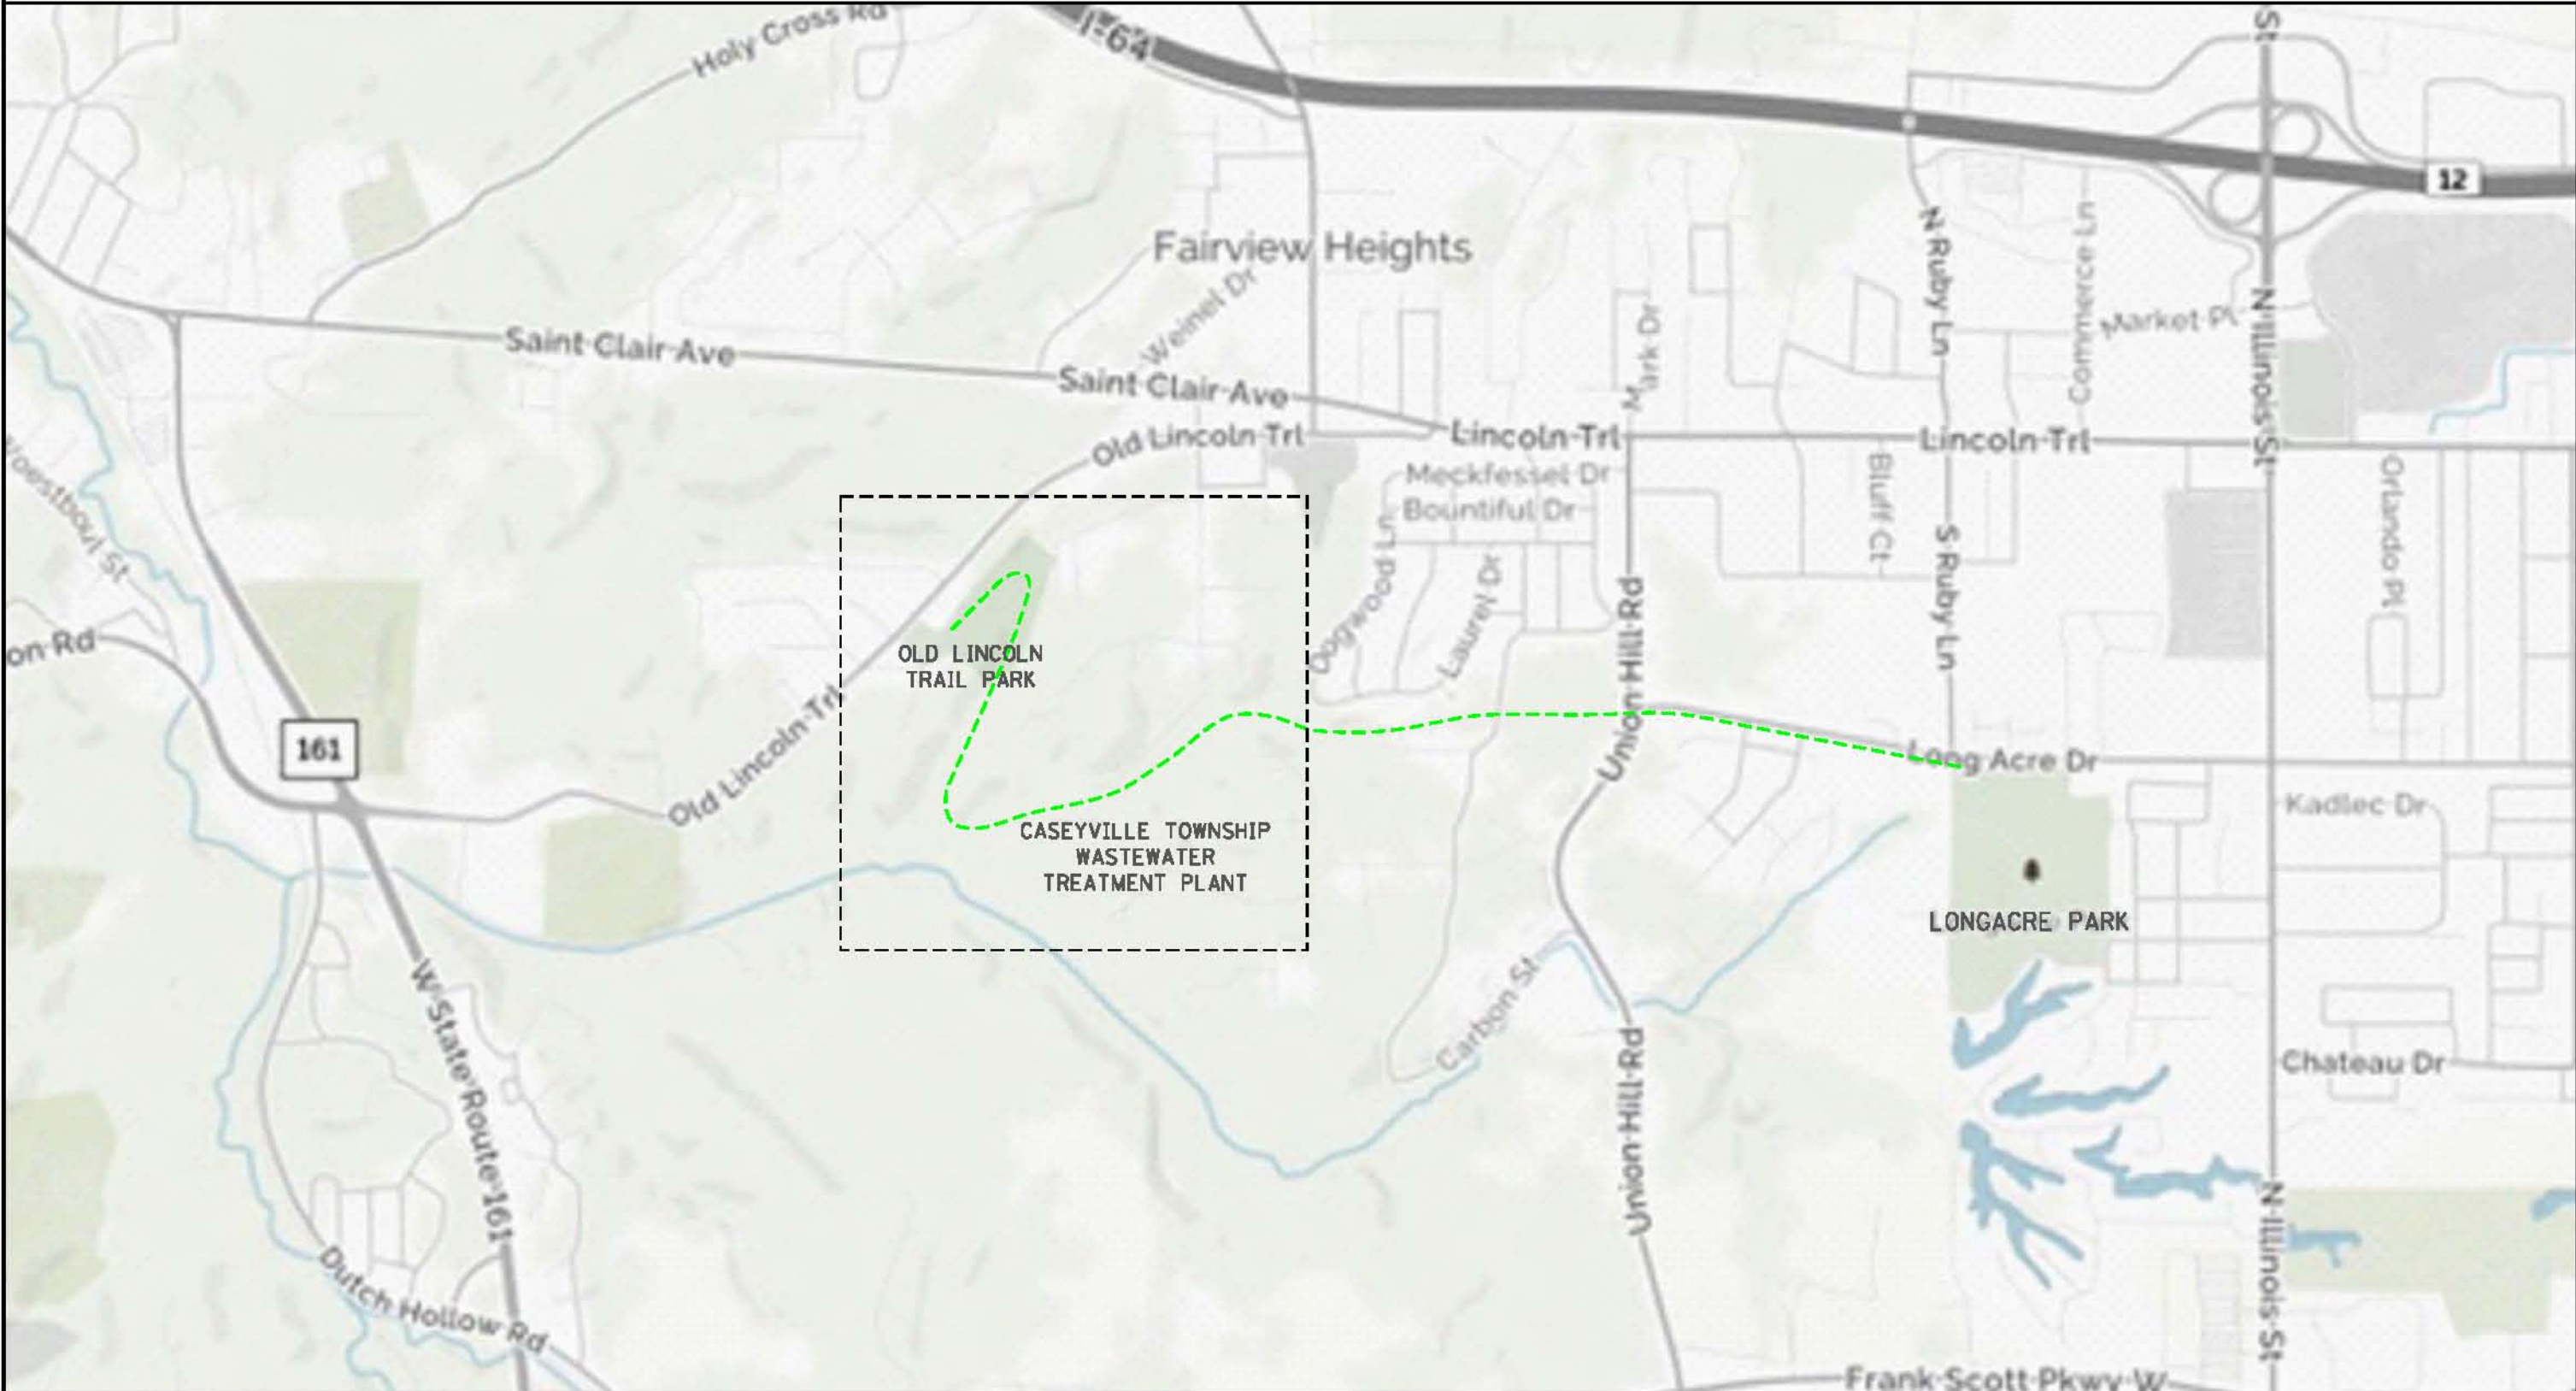 Holy Cross Rd
I-64
St
12
Fairview Heights
Weinel Dr
N Ruby Ln
Commerce Ln
Market Pl
N Illinois St
Mark Dr
Saint Clair Ave
Saint Clair Ave
Old Lincoln Trl
Lincoln Trl
Lincoln Trl
Meckfessel Dr
Bountiful Dr
Bluff Ct
S Ruby Ln
Orlando Pl
Dogwood Ln
Laurel Dr
Union Hill Rd
on Rd
161
OLD LINCOLN
TRAIL PARK
Old Lincoln Trl
Long Acre Dr
Kadlec Dr
CASEYVILLE TOWNSHIP
WASTEWATER
TREATMENT PLANT
LONGACRE PARK
Carbon St
W State Route 161
Union Hill Rd
Chateau Dr
N Illinois St
Dutch Hollow Rd
Frank Scott Pkwy W